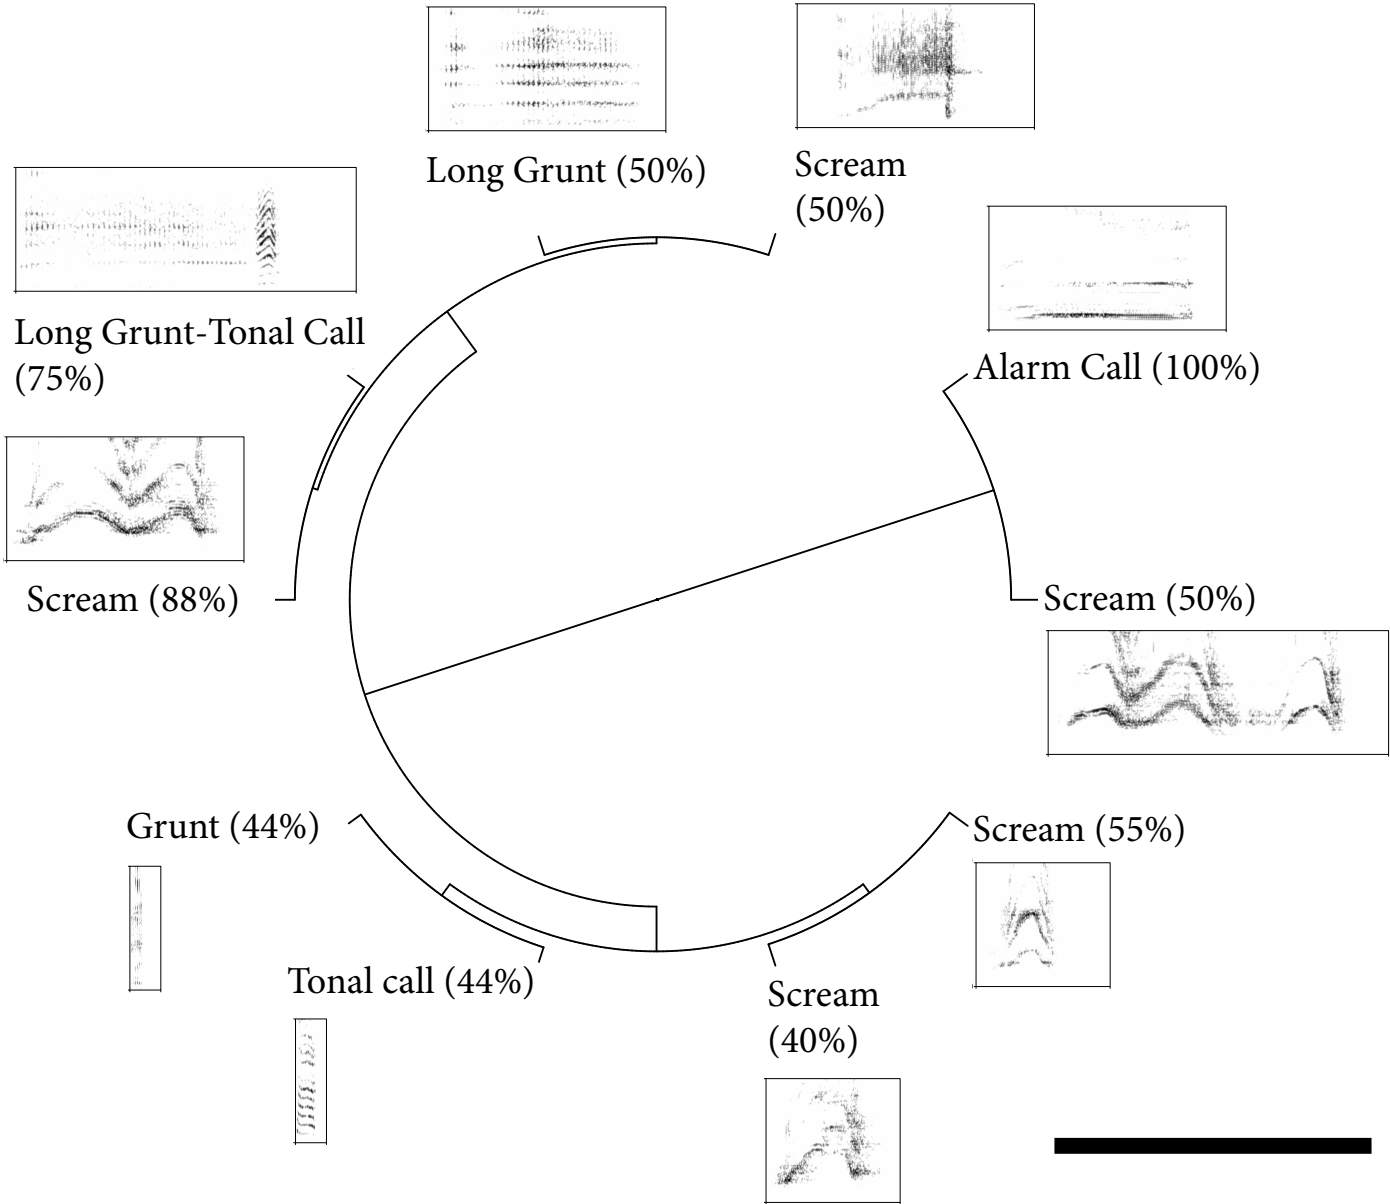 Long Grunt (50%)
Scream
(50%)
Long Grunt-Tonal Call
(75%)
Alarm Call (100%)
Scream (88%)
Scream (50%)
Grunt (44%)
Scream (55%)
Tonal call (44%)
Scream
(40%)